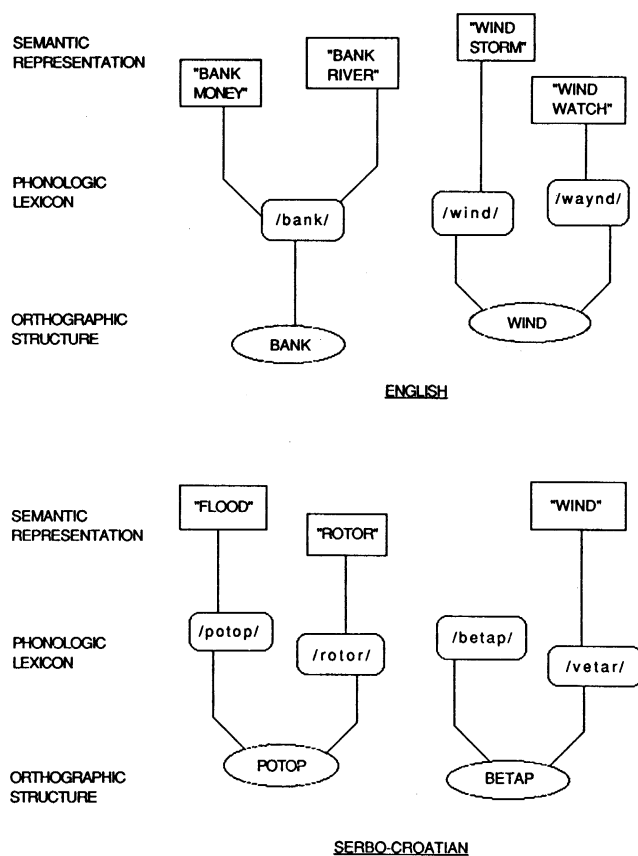 SEMANTIC
REPRESENTATION
"BANK
MONEY"
"BANK
RIVER"
"WIND
STORM"
"WIND
WATCH"
PHONOLOGIC
LEXICON
/bank/
/wind/
/waynd/
ORTHOGRAPHIC
STRUCTURE
BANK
WIND
ENGLISH
SEMANTIC
REPRESENTATION
"FLOOD"
"ROTOR"
"WIND"
PHONOLOGIC
LEXICON
/potop/
/rotor/
/betap/
/vetar/
ORTHOGRAPHIC
STRUCTURE
POTOP
BETAP
SERBO-CROATIAN